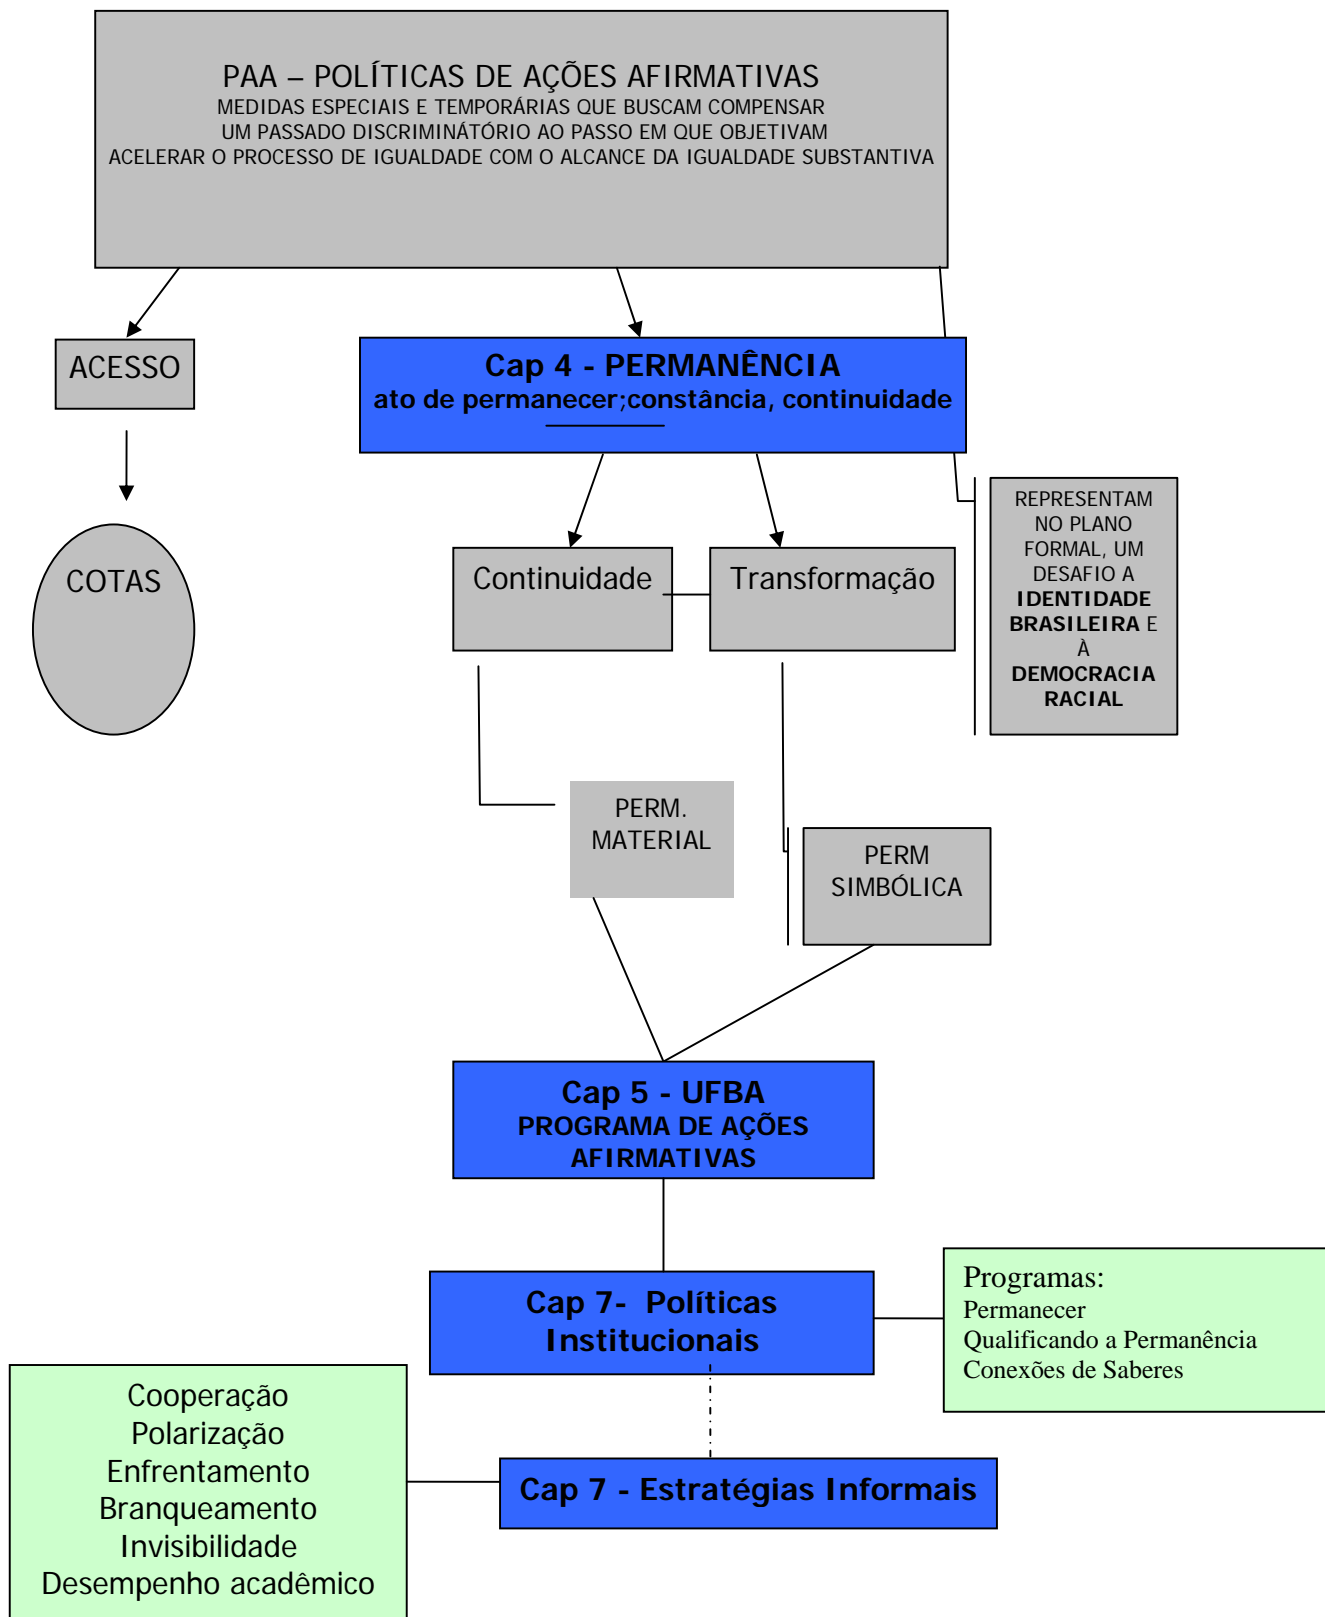 PAA – POLÍTICAS DE AÇÕES AFIRMATIVAS
MEDIDAS ESPECIAIS E TEMPORÁRIAS QUE BUSCAM COMPENSAR
UM PASSADO DISCRIMINÁTÓRIO AO PASSO EM QUE OBJETIVAM
ACELERAR O PROCESSO DE IGUALDADE COM O ALCANCE DA IGUALDADE SUBSTANTIVA
ACESSO
Cap 4 - PERMANÊNCIA
ato de permanecer;constância, continuidade
COTAS
Continuidade
Transformação
REPRESENTAM
NO PLANO
FORMAL, UM
DESAFIO A
IDENTIDADE
BRASILEIRA E
À
DEMOCRACIA
RACIAL
PERM.
MATERIAL
PERM
SIMBÓLICA
Cap 5 - UFBA
PROGRAMA DE AÇÕES
AFIRMATIVAS
Cap 7- Políticas
Institucionais
Programas:
Permanecer
Qualificando a Permanência
Conexões de Saberes
Cooperação
Polarização
Enfrentamento
Branqueamento
Invisibilidade
Desempenho acadêmico
Cap 7 - Estratégias Informais